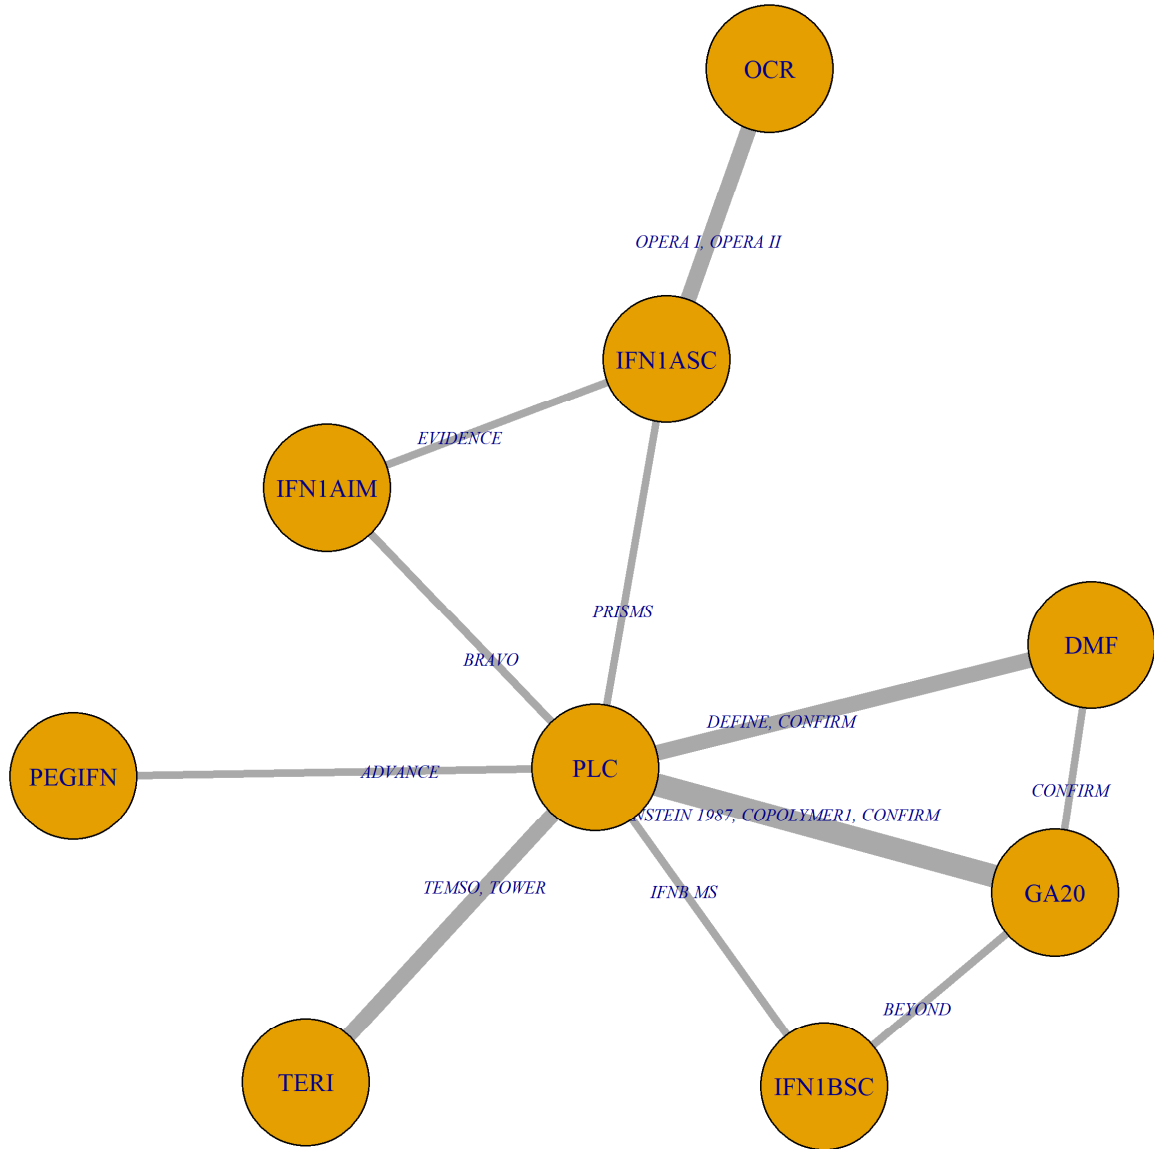 OCR
OPERA I, OPERA II
IFN1ASC
EVIDENCE
IFN1AIM
PRISMS
DMF
BRAVO
DEFINE, CONFIRM
PLC
PEGIFN
ADVANCE
CONFIRM
1987, COPOLYMER1, CONFIRM
TEMSO, TOWER
IFNB MS
GA20
BEYOND
TERI
IFN1BSC